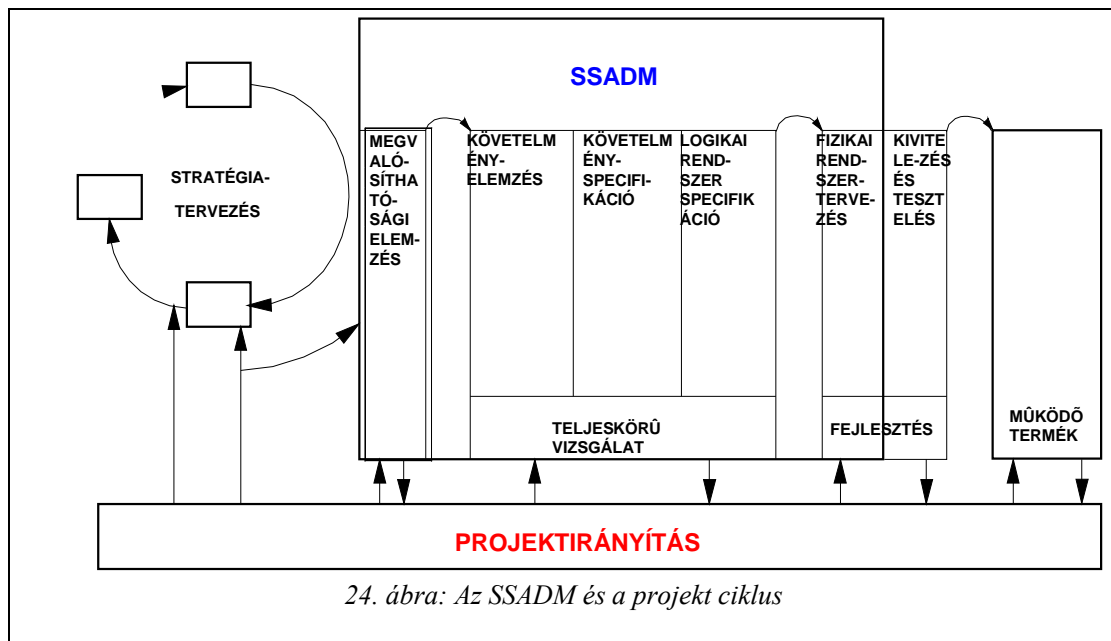 SSADM
STRATÉGIA-
TERVEZÉS
MEGV
ALÓ-
SÍTHA
TÓ-
SÁGI
ELEM-
ZÉS
KÖVETELM
ÉNY-
ELEMZÉS
KÖVETELM
ÉNY-
SPECIFI-
KÁCIÓ
LOGIKAI
REND-
SZER
SPECIFIK
ÁCIÓ
FIZIKAI
REND-
SZER-
TERVE-
ZÉS
KIVITE
LE-ZÉS
ÉS
TESZT
ELÉS
TELJESKÖRÛ
VIZSGÁLAT
FEJLESZTÉS
MÛKÖDÕ
TERMÉK
PROJEKTIRÁNYÍTÁS
24. ábra: Az SSADM és a projekt ciklus